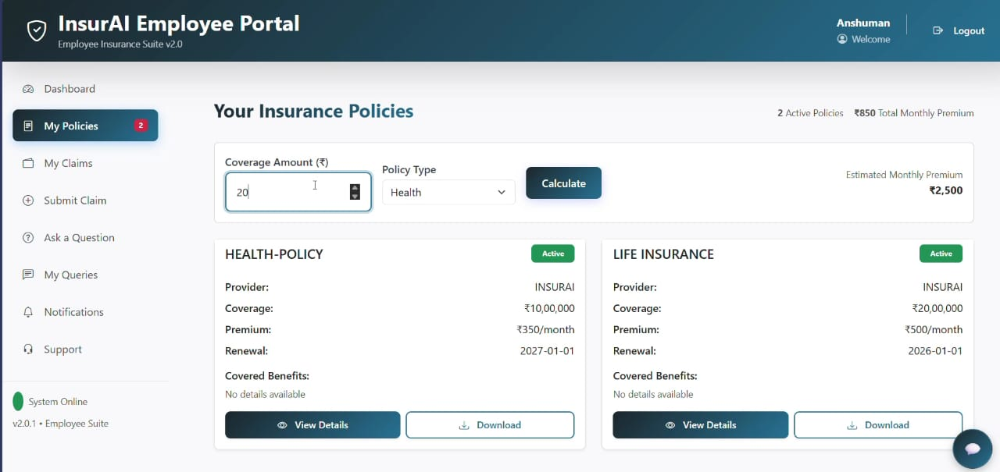 InsurAI Employee Portal
Employee Insurance Suite v2.0
Anshuman
Welcome
Logout
Dashboard
My Policies 2
My Claims
Submit Claim
Ask a Question
My Queries
Notifications
Support
System Online
v2.0.1 • Employee Suite
Your Insurance Policies
2 Active Policies ₹850 Total Monthly Premium
Coverage Amount (₹)
20
Policy Type
Health
Calculate
Estimated Monthly Premium
₹2,500
HEALTH-POLICY Active
Provider: INSURAI
Coverage: ₹10,00,000
Premium: ₹350/month
Renewal: 2027-01-01
Covered Benefits:
No details available
View Details Download
LIFE INSURANCE Active
Provider: INSURAI
Coverage: ₹20,00,000
Premium: ₹500/month
Renewal: 2026-01-01
Covered Benefits:
No details available
View Details Download